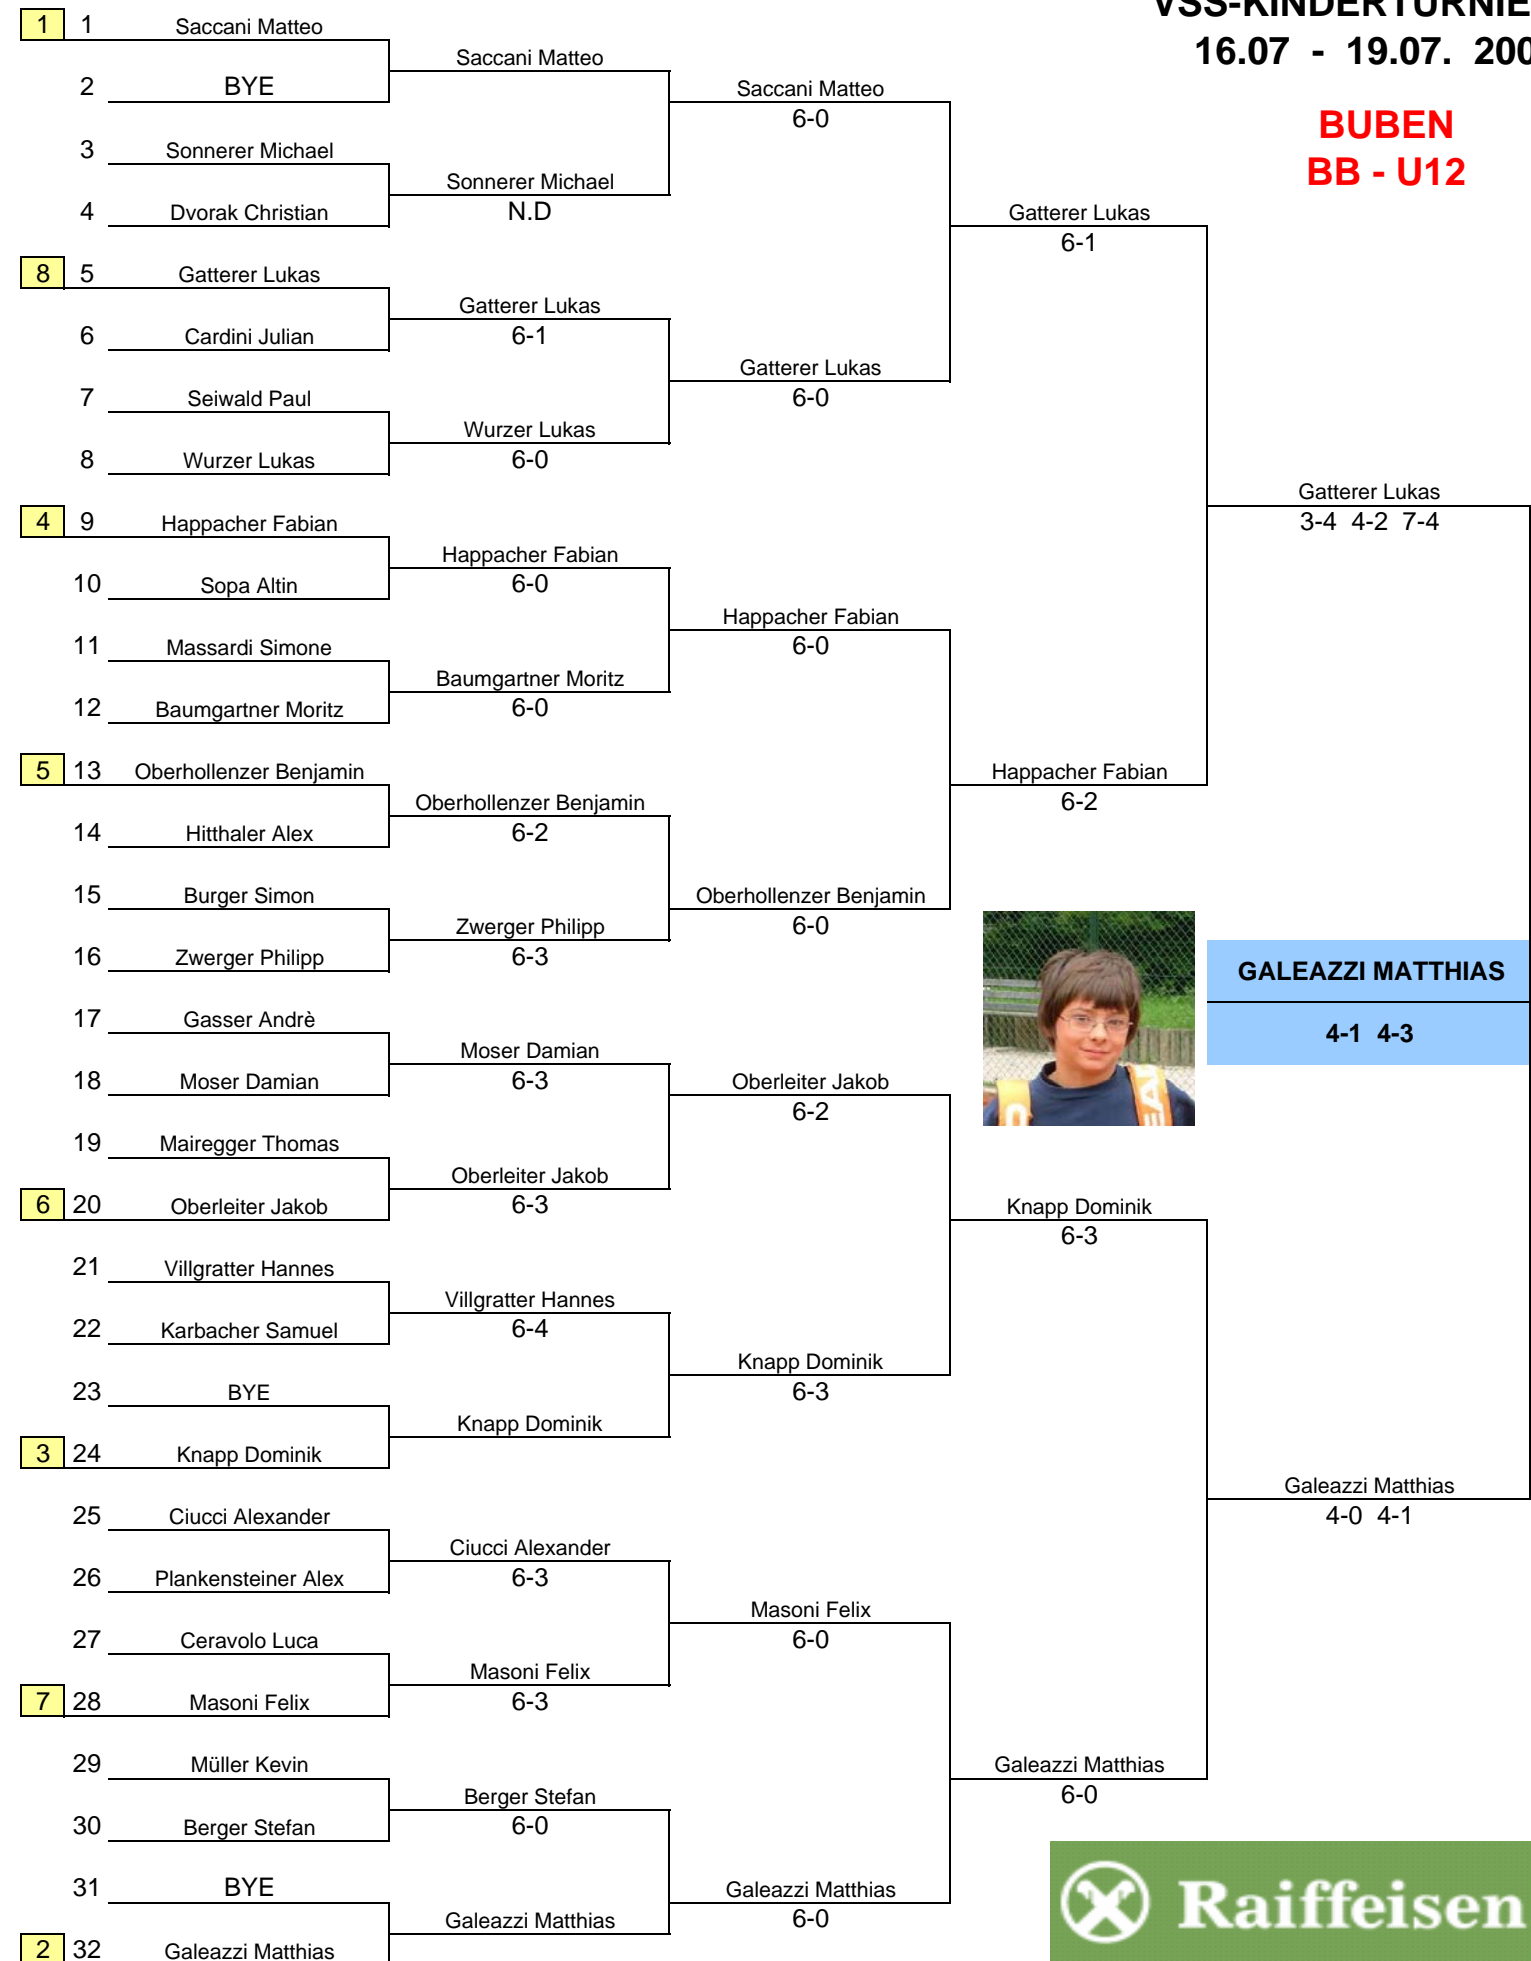 VSS-KINDERTURNIE
16.07 - 19.07. 200
BUBEN
BB - U12
1 1 Saccani Matteo
Saccani Matteo
2 BYE
Saccani Matteo
6-0
3 Sonnerer Michael
Sonnerer Michael
N.D
4 Dvorak Christian
Gatterer Lukas
6-1
8 5 Gatterer Lukas
Gatterer Lukas
6-1
6 Cardini Julian
Gatterer Lukas
6-0
7 Seiwald Paul
Wurzer Lukas
6-0
8 Wurzer Lukas
Gatterer Lukas
3-4 4-2 7-4
4 9 Happacher Fabian
Happacher Fabian
6-0
10 Sopa Altin
Happacher Fabian
6-0
11 Massardi Simone
Baumgartner Moritz
6-0
12 Baumgartner Moritz
5 13 Oberhollenzer Benjamin
Happacher Fabian
6-2
Oberhollenzer Benjamin
6-2
14 Hitthaler Alex
15 Burger Simon
Oberhollenzer Benjamin
6-0
Zwerger Philipp
6-3
16 Zwerger Philipp
GALEAZZI MATTHIAS
4-1 4-3
17 Gasser Andrè
Moser Damian
6-3
18 Moser Damian
Oberleiter Jakob
6-2
19 Mairegger Thomas
Oberleiter Jakob
6-3
6 20 Oberleiter Jakob
Knapp Dominik
6-3
21 Villgratter Hannes
Villgratter Hannes
6-4
22 Karbacher Samuel
Knapp Dominik
6-3
23 BYE
Knapp Dominik
3 24 Knapp Dominik
Galeazzi Matthias
4-0 4-1
25 Ciucci Alexander
Ciucci Alexander
6-3
26 Plankensteiner Alex
Masoni Felix
6-0
27 Ceravolo Luca
Masoni Felix
6-3
7 28 Masoni Felix
29 Müller Kevin
Galeazzi Matthias
6-0
Berger Stefan
6-0
30 Berger Stefan
31 BYE
Galeazzi Matthias
6-0
Galeazzi Matthias
2 32 Galeazzi Matthias
Raiffeisen